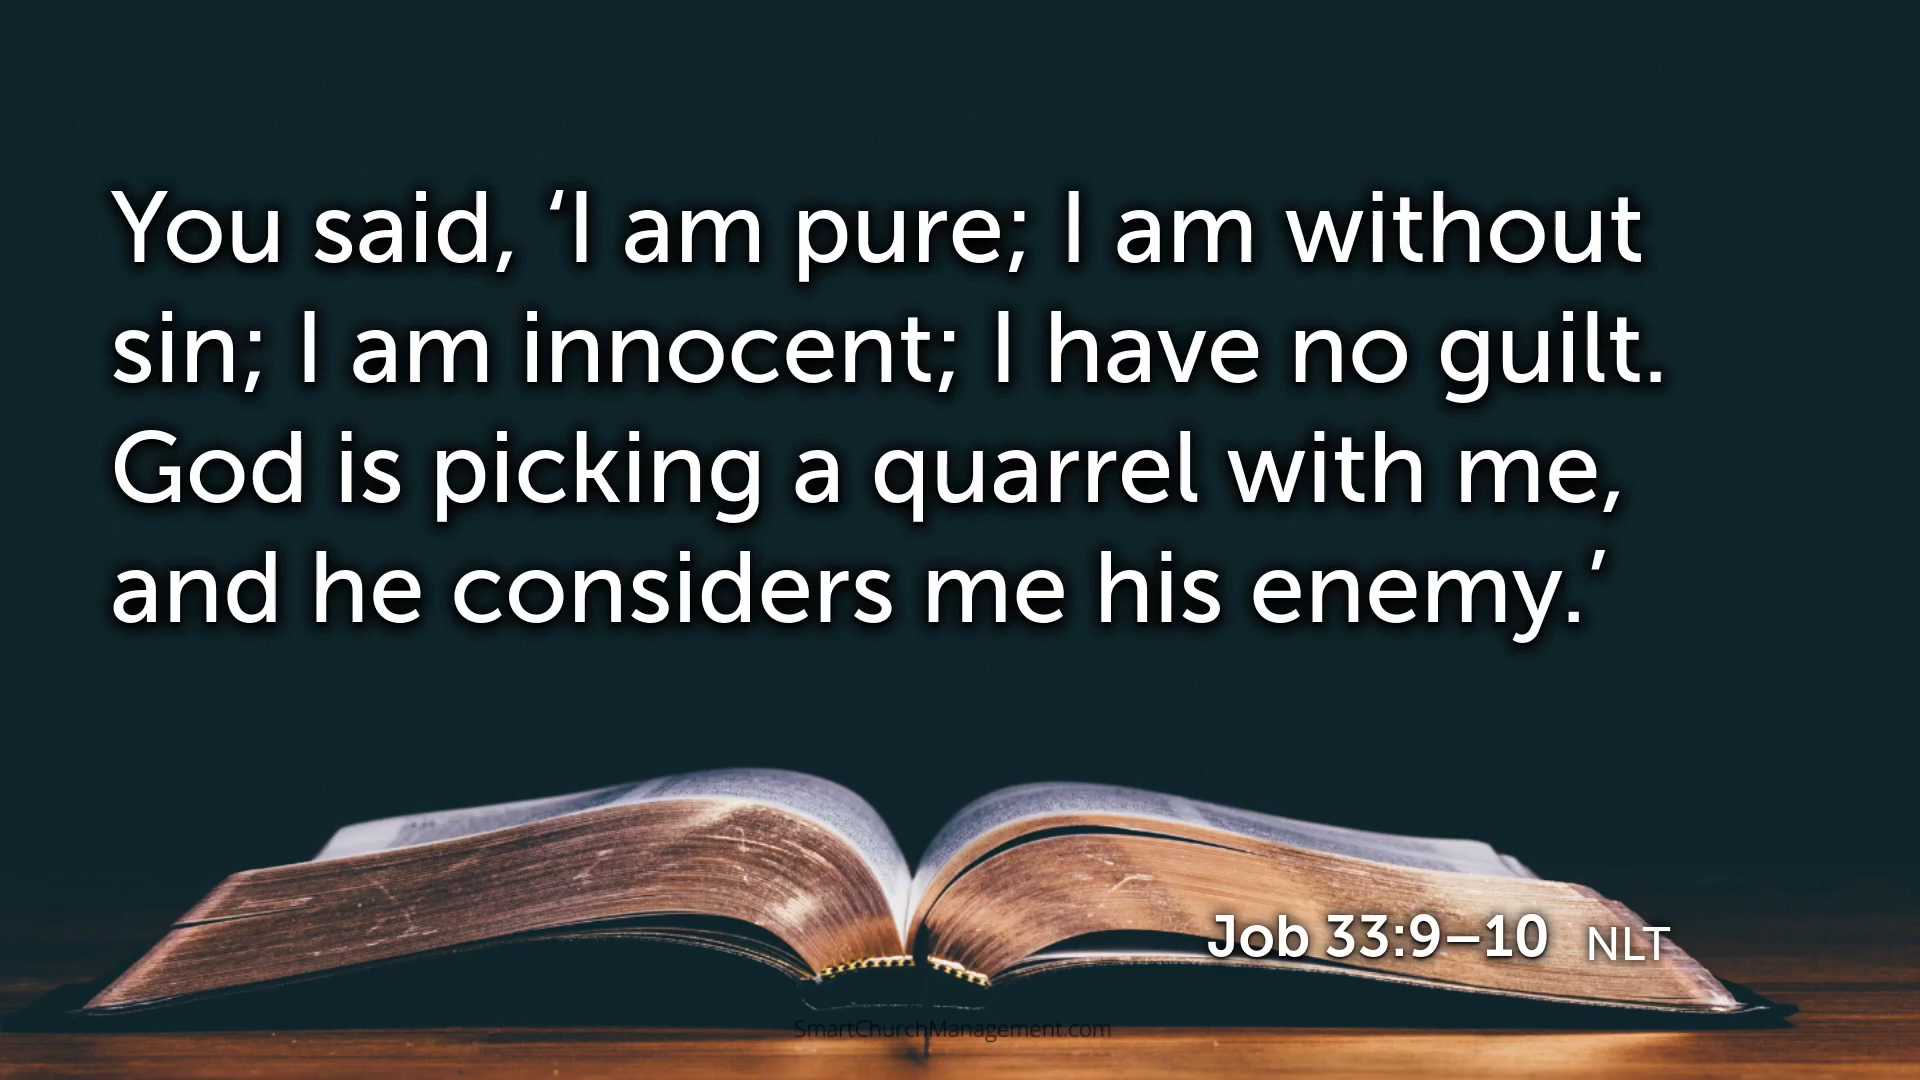 You said, ‘I am pure; I am without
sin; I am innocent; I have no guilt.
God is picking a quarrel with me,
and he considers me his enemy.’
Job 33:9–10 NLT
SmartChurchManagement.com